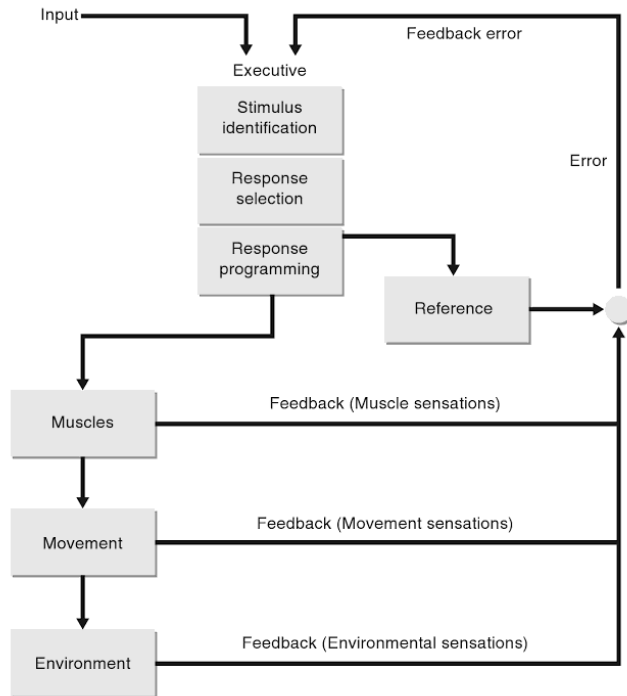 Input
Feedback error
Executive
Stimulus
identification
Error
Response
selection
Response
programming
Reference
Feedback (Muscle sensations)
Muscles
Feedback (Movement sensations)
Movement
Feedback (Environmental sensations)
Environment